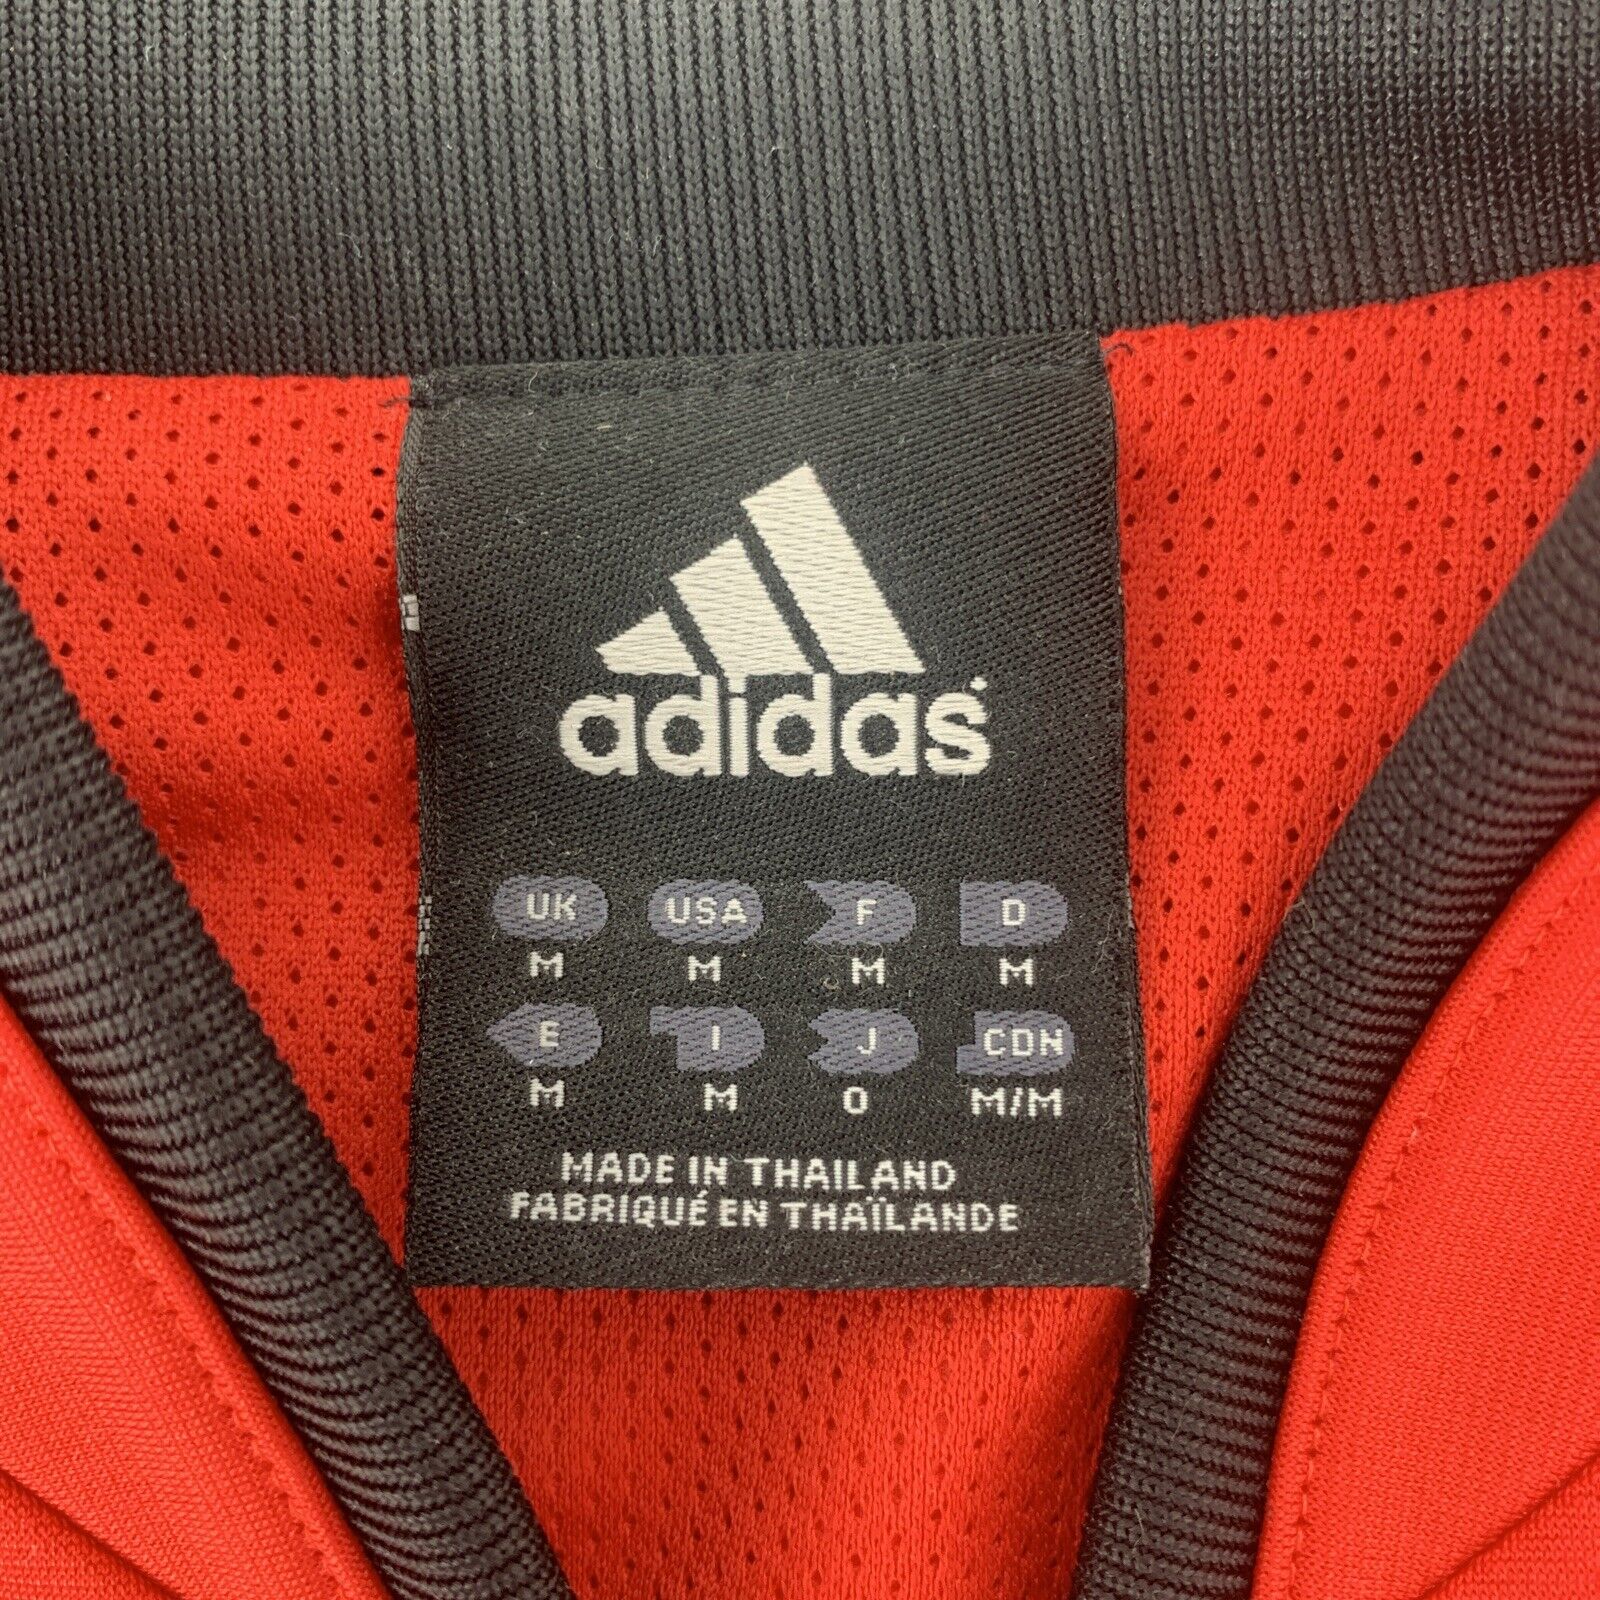 adidas
UK USA F D
M M M M
E I J CDN
M M O M/M
MADE IN THAILAND
FABRIQUÉ EN THAÏLANDE